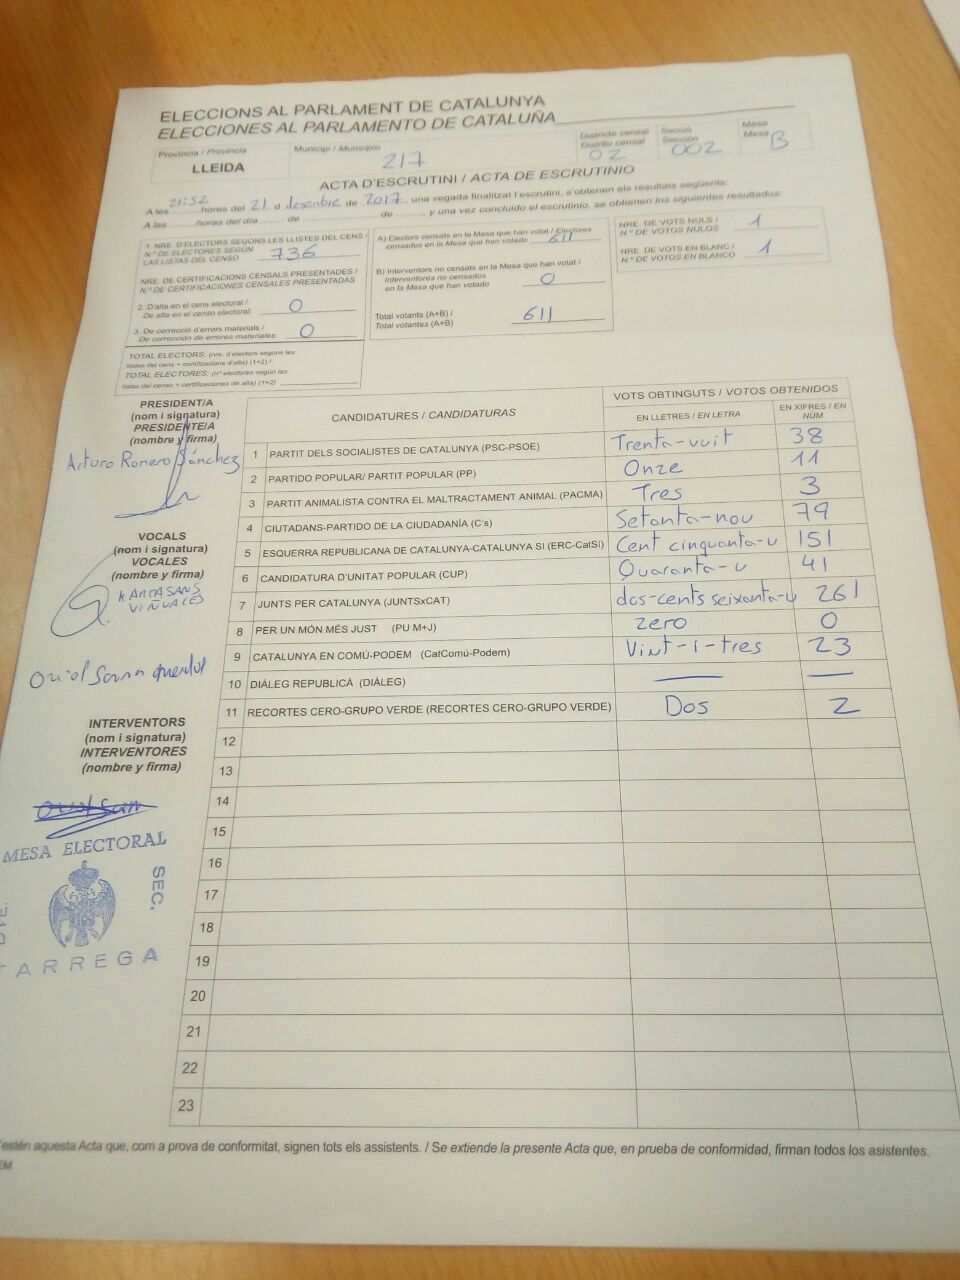 ELECCIONS AL PARLAMENT DE CATALUNYA
ELECCIONES AL PARLAMENTO DE CATALUÑA
Província / Provincia
LLEIDA
Municipi / Municipio
217
Districte censal
Distrito censal
02
Secció
Sección
002
Mesa
Mesa
B
ACTA D'ESCRUTINI / ACTA DE ESCRUTINIO
A les 21:52 hores del 21 d desembre de 2017, una vegada finalitzat l'escrutini, s'obtenen els resultats següents:
A las ......... horas del día ....... de .................... de ........., y una vez concluido el escrutinio, se obtienen los siguientes resultados:
1. NRE. D'ELECTORS SEGONS LES LLISTES DEL CENS /
N.º DE ELECTORES SEGÚN
LAS LISTAS DEL CENSO
736
NRE. DE CERTIFICACIONS CENSALS PRESENTADES /
N.º DE CERTIFICACIONES CENSALES PRESENTADAS
2. D'alta en el cens electoral /
De alta en el censo electoral:
0
3. De correcció d'errors materials /
De corrección de errores materiales:
0
TOTAL ELECTORS: (nre. d'electors segons les
llistes del cens + certificacions d'alta) (1+2) /
TOTAL ELECTORES: (nº electores según las
listas del censo + certificaciones de alta) (1+2)
A) Electors censats en la Mesa que han votat / Electores
censados en la Mesa que han votado
611
B) Interventors no censats en la Mesa que han votat /
Interventores no censados
en la Mesa que han votado
0
Total votants (A+B) /
Total votantes (A+B)
611
NRE. DE VOTS NULS /
N.º DE VOTOS NULOS
1
NRE. DE VOTS EN BLANC /
N.º DE VOTOS EN BLANCO
1
PRESIDENT/A
(nom i signatura)
PRESIDENTE/A
(nombre y firma)
Arturo Romero Sánchez
VOCALS
(nom i signatura)
VOCALES
(nombre y firma)
MARTA SANS
VIÑUALES
Oriol
INTERVENTORS
(nom i signatura)
INTERVENTORES
(nombre y firma)
MESA ELECTORAL
SEC.
TARREGA
CANDIDATURES / CANDIDATURAS
VOTS OBTINGUTS / VOTOS OBTENIDOS
EN LLETRES / EN LETRA
EN XIFRES / EN NÚM
1 PARTIT DELS SOCIALISTES DE CATALUNYA (PSC-PSOE) Trenta-vuit 38
2 PARTIDO POPULAR/ PARTIT POPULAR (PP) Onze 11
3 PARTIT ANIMALISTA CONTRA EL MALTRACTAMENT ANIMAL (PACMA) Tres 3
4 CIUTADANS-PARTIDO DE LA CIUDADANÍA (C's) Setanta-nou 79
5 ESQUERRA REPUBLICANA DE CATALUNYA-CATALUNYA SÍ (ERC-CatSí) Cent cinquanta-u 151
6 CANDIDATURA D'UNITAT POPULAR (CUP) Quaranta-u 41
7 JUNTS PER CATALUNYA (JUNTSxCAT) dos-cents seixanta-u 261
8 PER UN MÓN MÉS JUST (PU M+J) zero 0
9 CATALUNYA EN COMÚ-PODEM (CatComú-Podem) Vint-i-tres 23
10 DIÀLEG REPUBLICÀ (DIÀLEG) — —
11 RECORTES CERO-GRUPO VERDE (RECORTES CERO-GRUPO VERDE) Dos 2
12
13
14
15
16
17
18
19
20
21
22
23
estén aquesta Acta que, com a prova de conformitat, signen tots els assistents. / Se extiende la presente Acta que, en prueba de conformidad, firman todos los asistentes.
EM